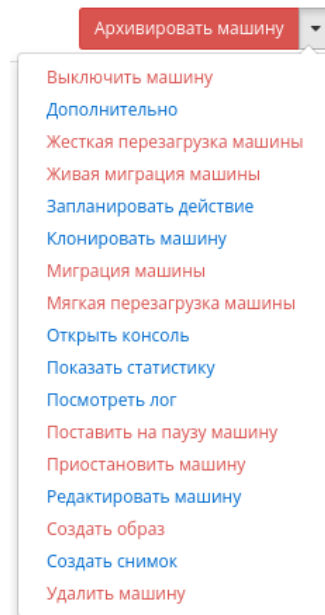 Архивировать машину
Выключить машину
Дополнительно
Жесткая перезагрузка машины
Живая миграция машины
Запланировать действие
Клонировать машину
Миграция машины
Мягкая перезагрузка машины
Открыть консоль
Показать статистику
Посмотреть лог
Поставить на паузу машину
Приостановить машину
Редактировать машину
Создать образ
Создать снимок
Удалить машину